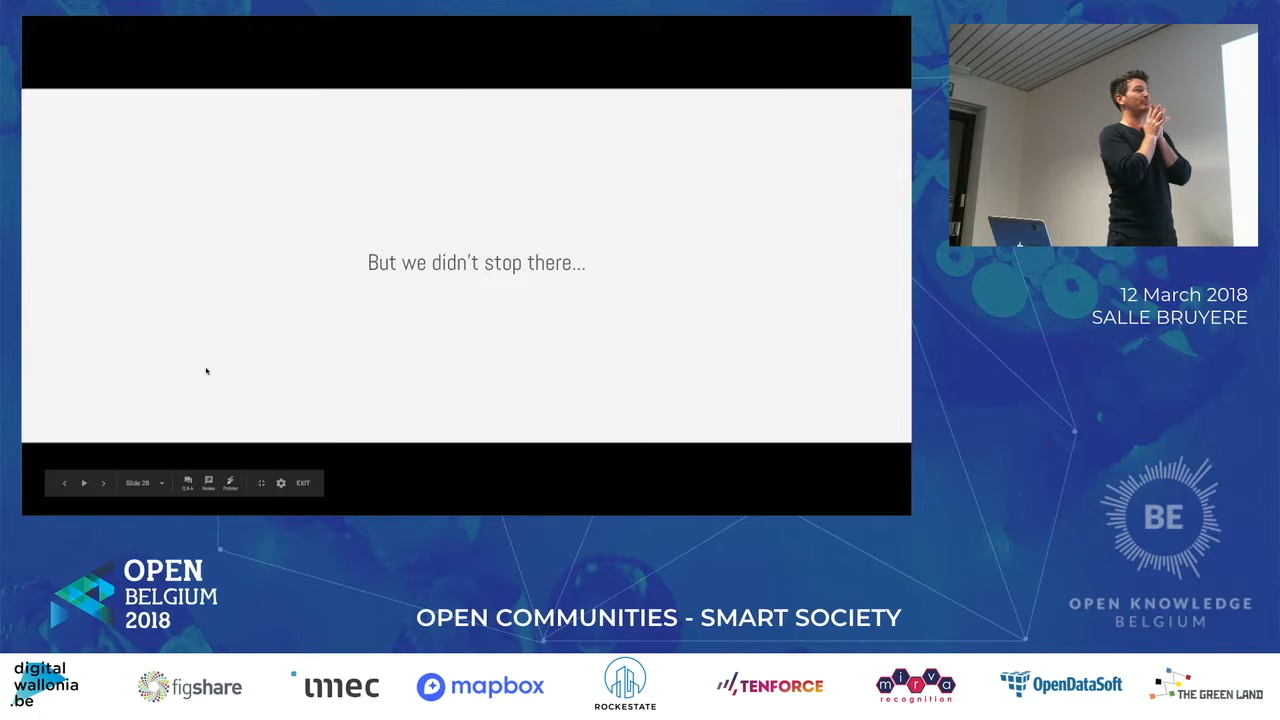 But we didn't stop there...
Slide 28
Q&A
Notes
Pointer
EXIT
12 March 2018
SALLE BRUYERE
BE
OPEN KNOWLEDGE
BELGIUM
OPEN
BELGIUM
2018
OPEN COMMUNITIES - SMART SOCIETY
digital
wallonia
.be
figshare
imec
mapbox
ROCKESTATE
TENFORCE
mirva
recognition
OpenDataSoft
THE GREEN LAND